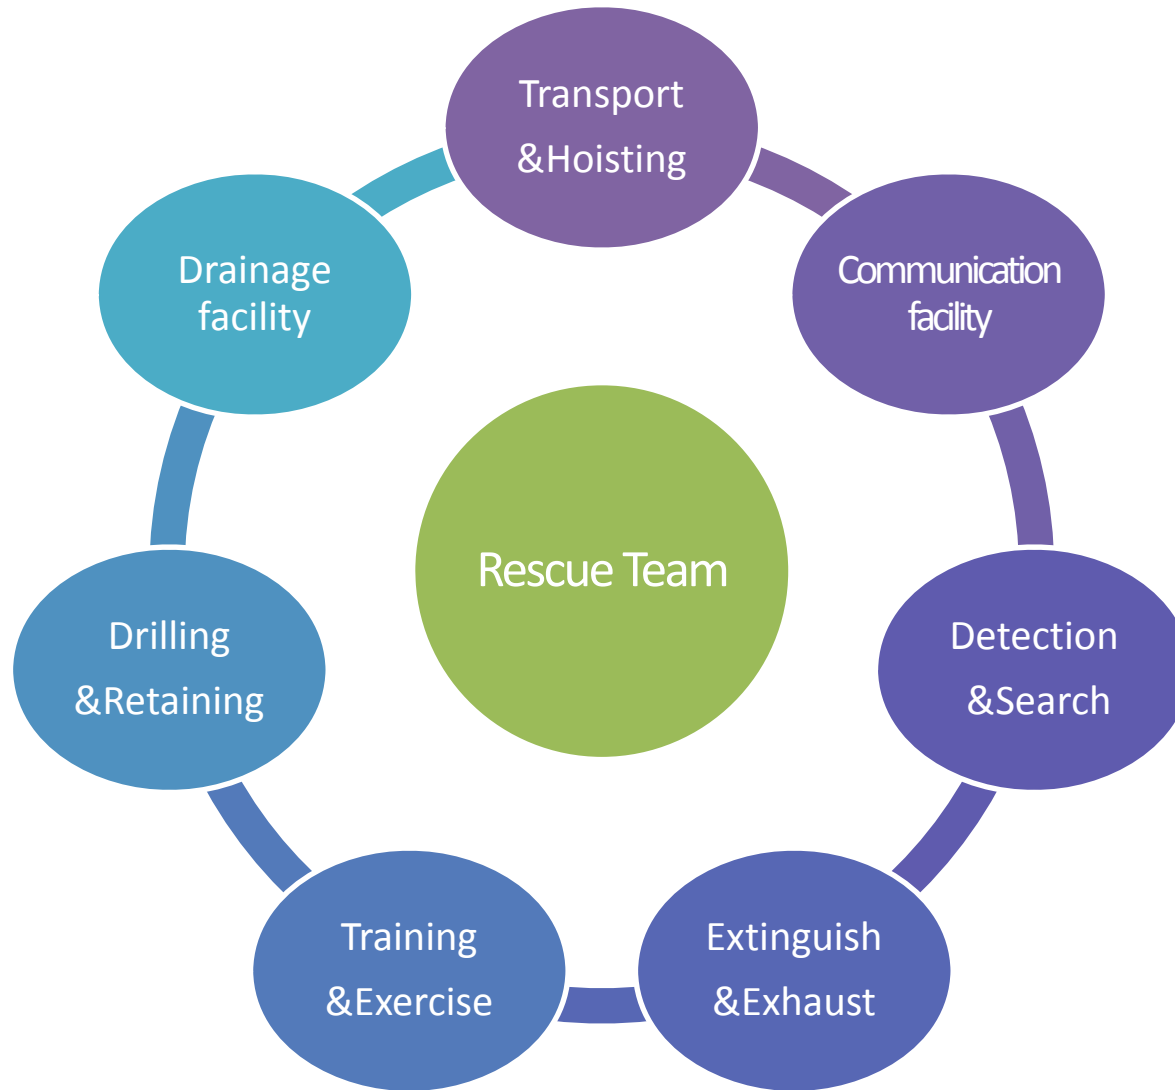 Transport
&Hoisting
Communication
facility
Detection
&Search
Extinguish
&Exhaust
Training
&Exercise
Drilling
&Retaining
Drainage
facility
Rescue Team